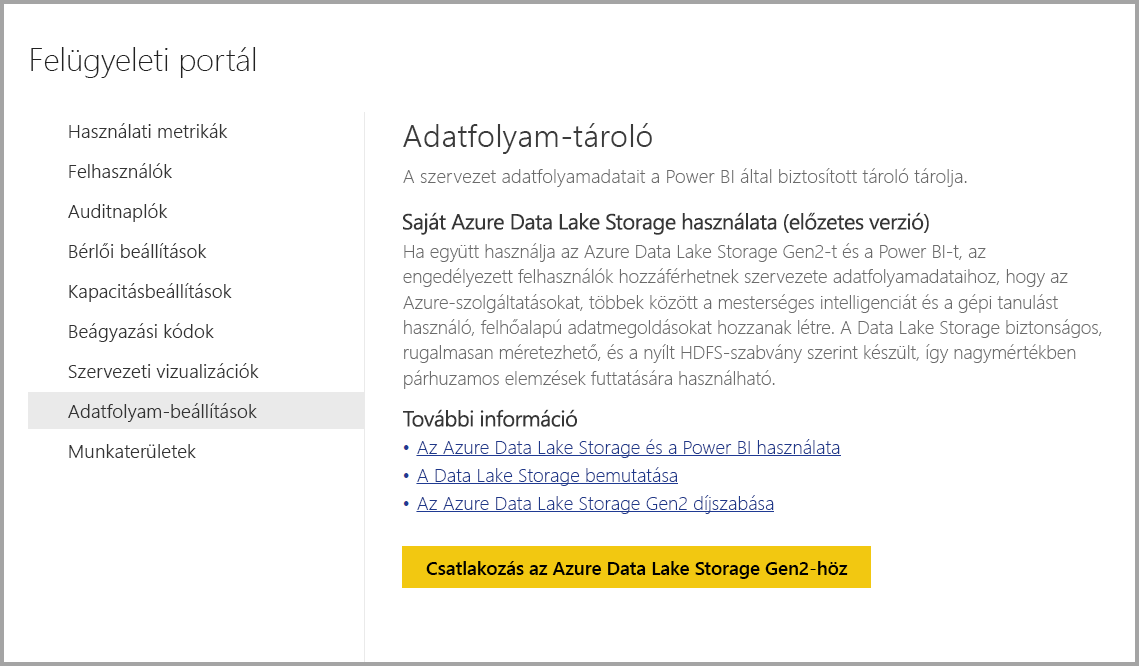 Felügyeleti portál
Használati metrikák
Felhasználók
Auditnaplók
Bérlői beállítások
Kapacitásbeállítások
Beágyazási kódok
Szervezeti vizualizációk
Adatfolyam-beállítások
Munkaterületek
Adatfolyam-tároló
A szervezet adatfolyamadatait a Power BI által biztosított tároló tárolja.
Saját Azure Data Lake Storage használata (előzetes verzió)
Ha együtt használja az Azure Data Lake Storage Gen2-t és a Power BI-t, az
engedélyezett felhasználók hozzáférhetnek szervezete adatfolyamadataihoz, hogy az
Azure-szolgáltatásokat, többek között a mesterséges intelligenciát és a gépi tanulást
használó, felhőalapú adatmegoldásokat hozzanak létre. A Data Lake Storage biztonságos,
rugalmasan méretezhető, és a nyílt HDFS-szabvány szerint készült, így nagymértékben
párhuzamos elemzések futtatására használható.
További információ
• Az Azure Data Lake Storage és a Power BI használata
• A Data Lake Storage bemutatása
• Az Azure Data Lake Storage Gen2 díjszabása
Csatlakozás az Azure Data Lake Storage Gen2-höz